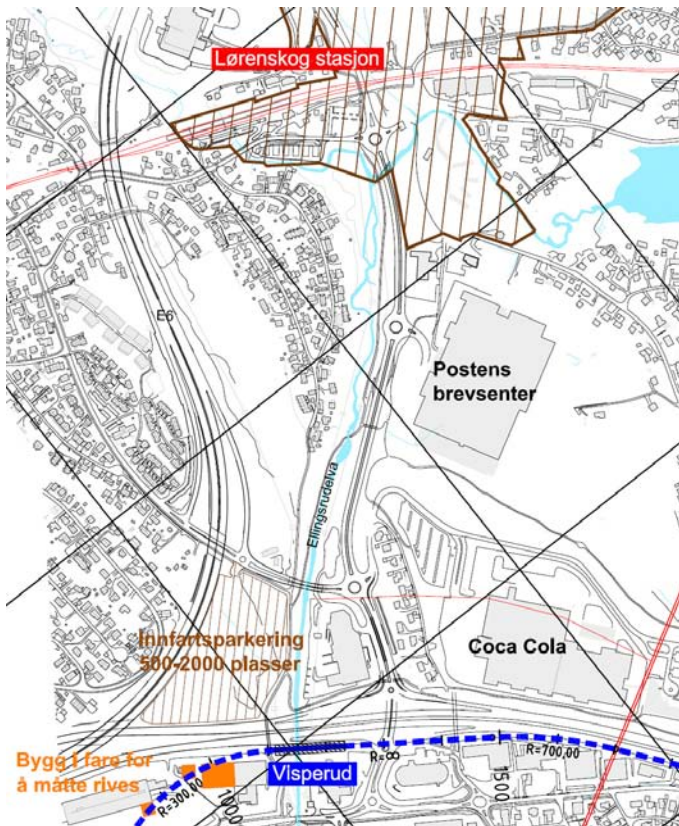 Lørenskog stasjon
E6
Postens
brevsenter
Ellingsrudelva
Innfartsparkering
500-2000 plasser
Coca Cola
Bygg i fare for
å måtte rives
Visperud
R=300,00
1000
R=∞
1500
R=700,00